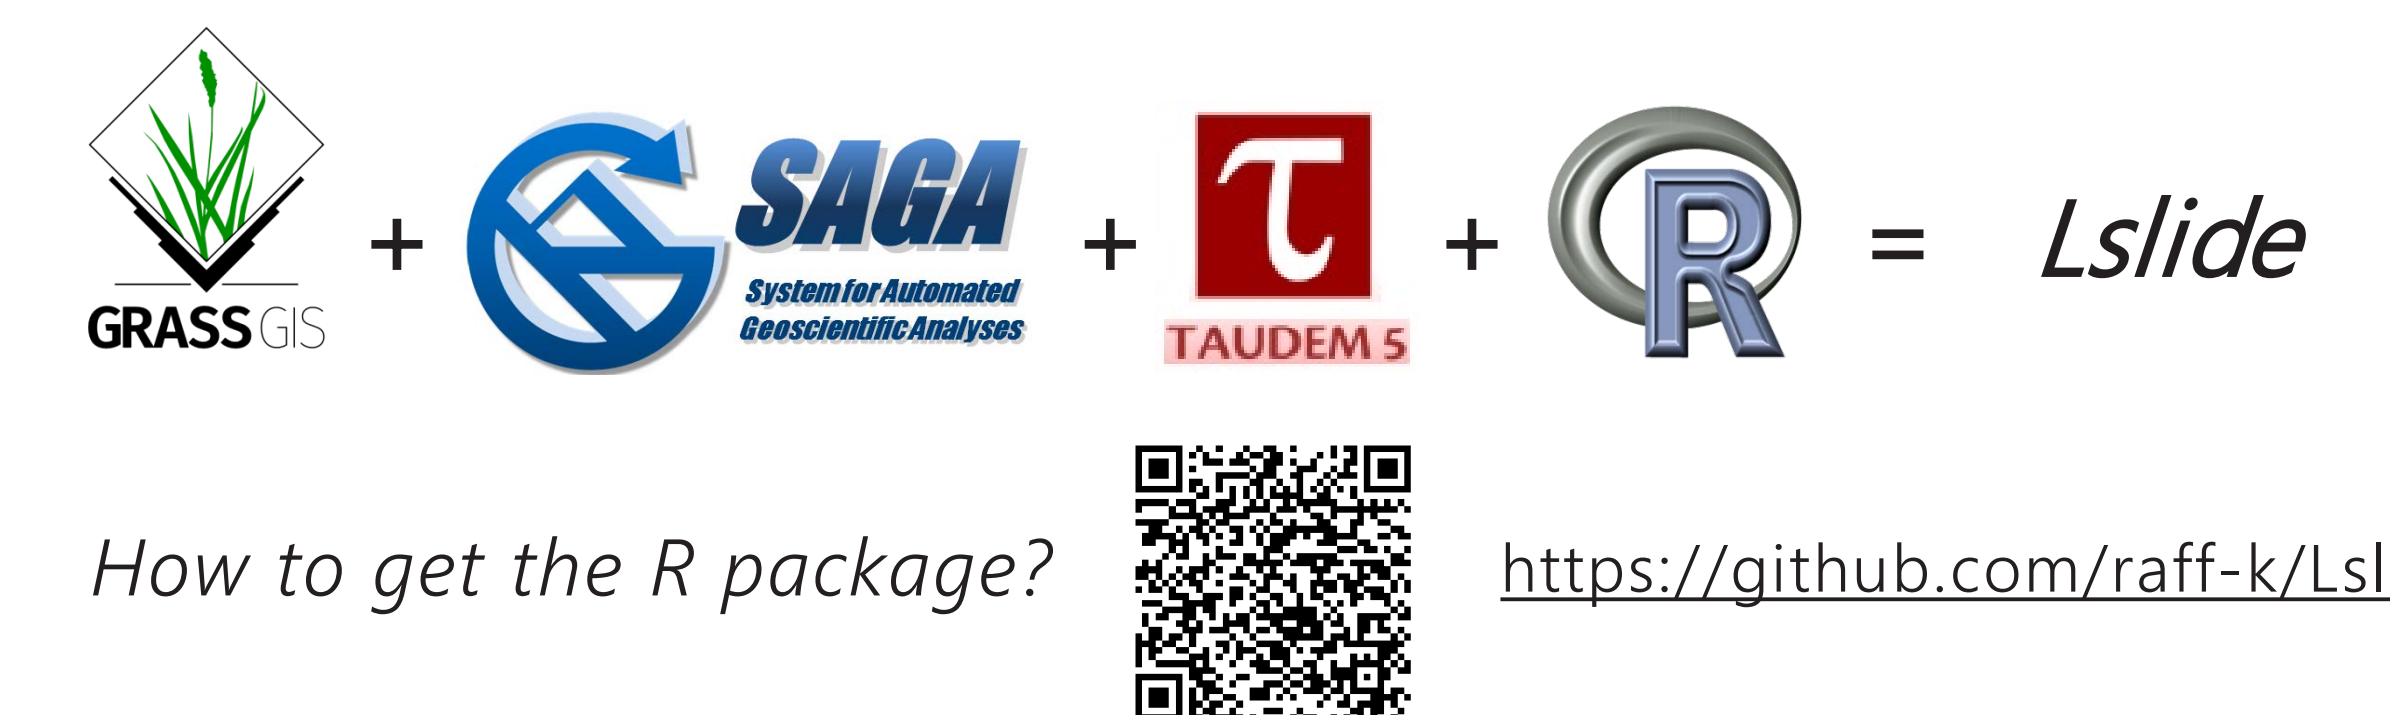 GRASS GIS
+
SAGA
System for Automated
Geoscientific Analyses
+
τ
TAUDEM 5
+
R
=
Lslide
How to get the R package?
https://github.com/raff-k/Lsl